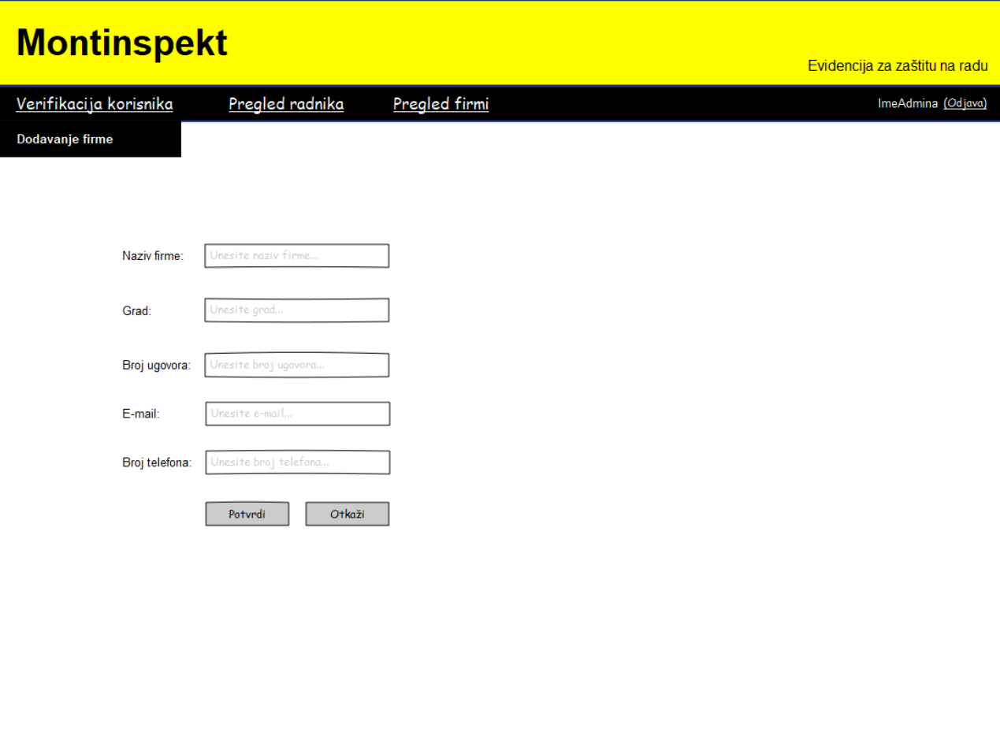 Montinspekt
Evidencija za zaštitu na radu
Verifikacija korisnika Pregled radnika Pregled firmi ImeAdmina (Odjava)
Dodavanje firme
Naziv firme: Unesite naziv firme...
Grad: Unesite grad...
Broj ugovora: Unesite broj ugovora...
E-mail: Unesite e-mail...
Broj telefona: Unesite broj telefona...
Potvrdi Otkaži